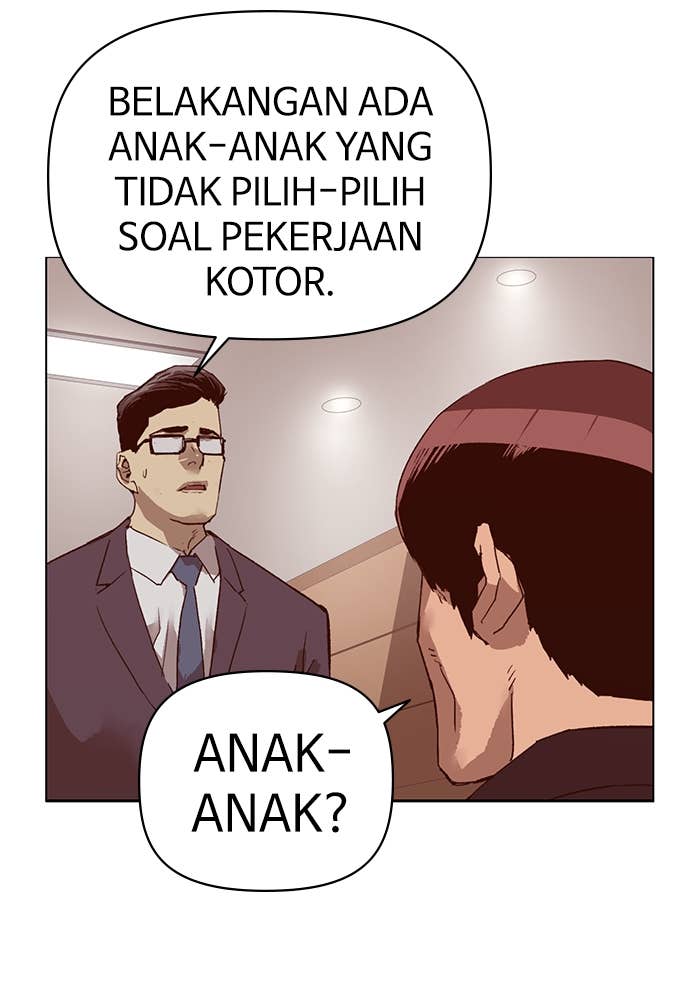 BELAKANGAN ADA
ANAK-ANAK YANG
TIDAK PILIH-PILIH
SOAL PEKERJAAN
KOTOR.
ANAK-
ANAK?